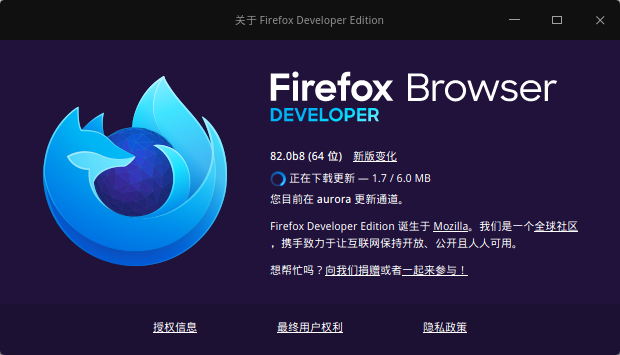 关于 Firefox Developer Edition
Firefox Browser
DEVELOPER
82.0b8 (64 位) 新版变化
正在下载更新 — 1.7 / 6.0 MB
您目前在 aurora 更新通道。
Firefox Developer Edition 诞生于 Mozilla。我们是一个全球社区
，携手致力于让互联网保持开放、公开且人人可用。
想帮忙吗？向我们捐赠或者一起来参与！
授权信息 最终用户权利 隐私政策